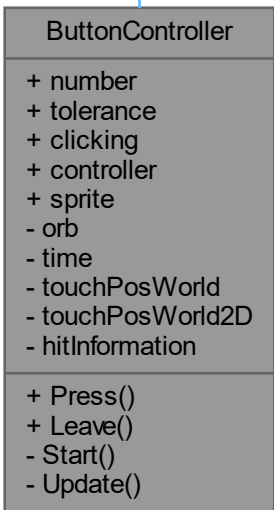 ButtonController
+ number
+ tolerance
+ clicking
+ controller
+ sprite
- orb
- time
- touchPosWorld
- touchPosWorld2D
- hitInformation
+ Press()
+ Leave()
- Start()
- Update()